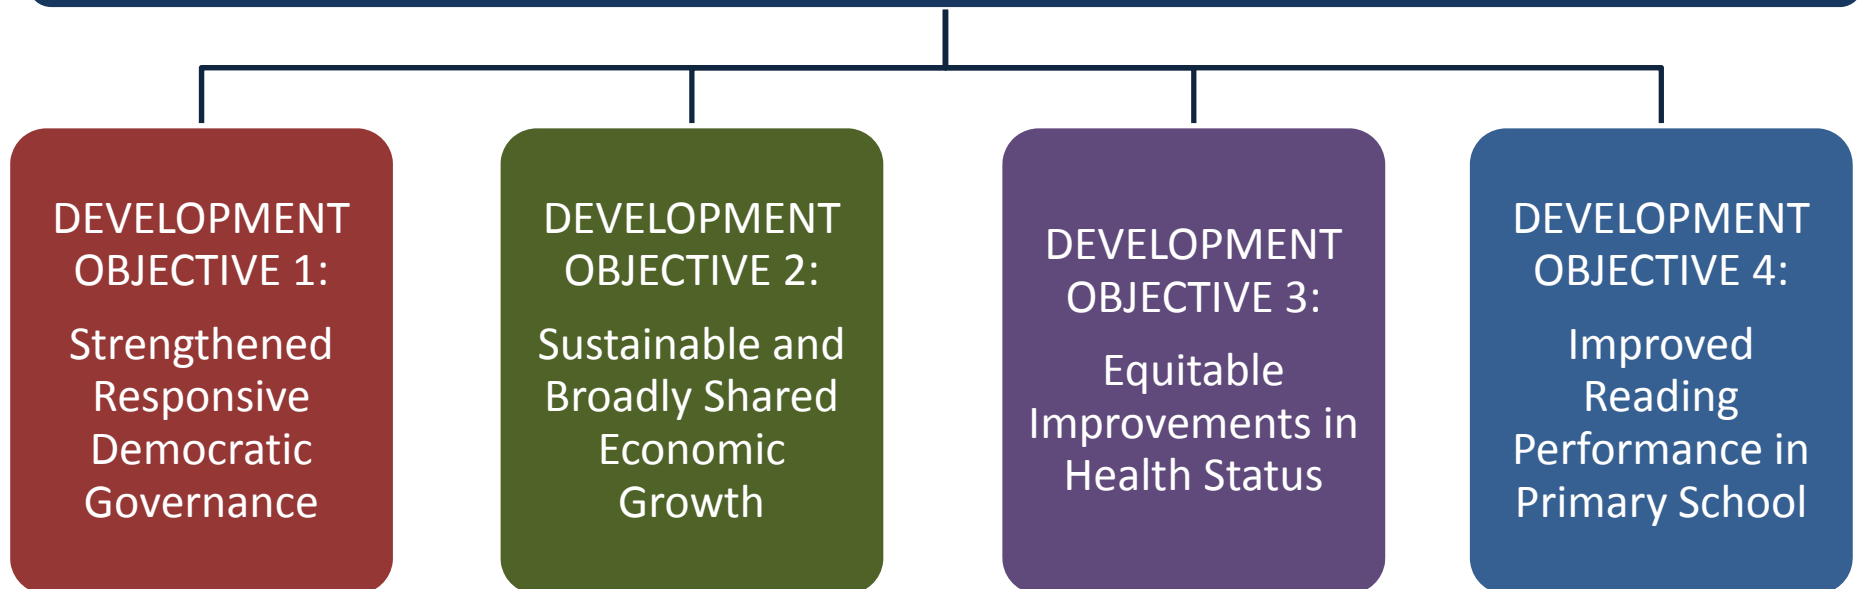 DEVELOPMENT
OBJECTIVE 1:
Strengthened
Responsive
Democratic
Governance
DEVELOPMENT
OBJECTIVE 2:
Sustainable and
Broadly Shared
Economic
Growth
DEVELOPMENT
OBJECTIVE 3:
Equitable
Improvements in
Health Status
DEVELOPMENT
OBJECTIVE 4:
Improved
Reading
Performance in
Primary School